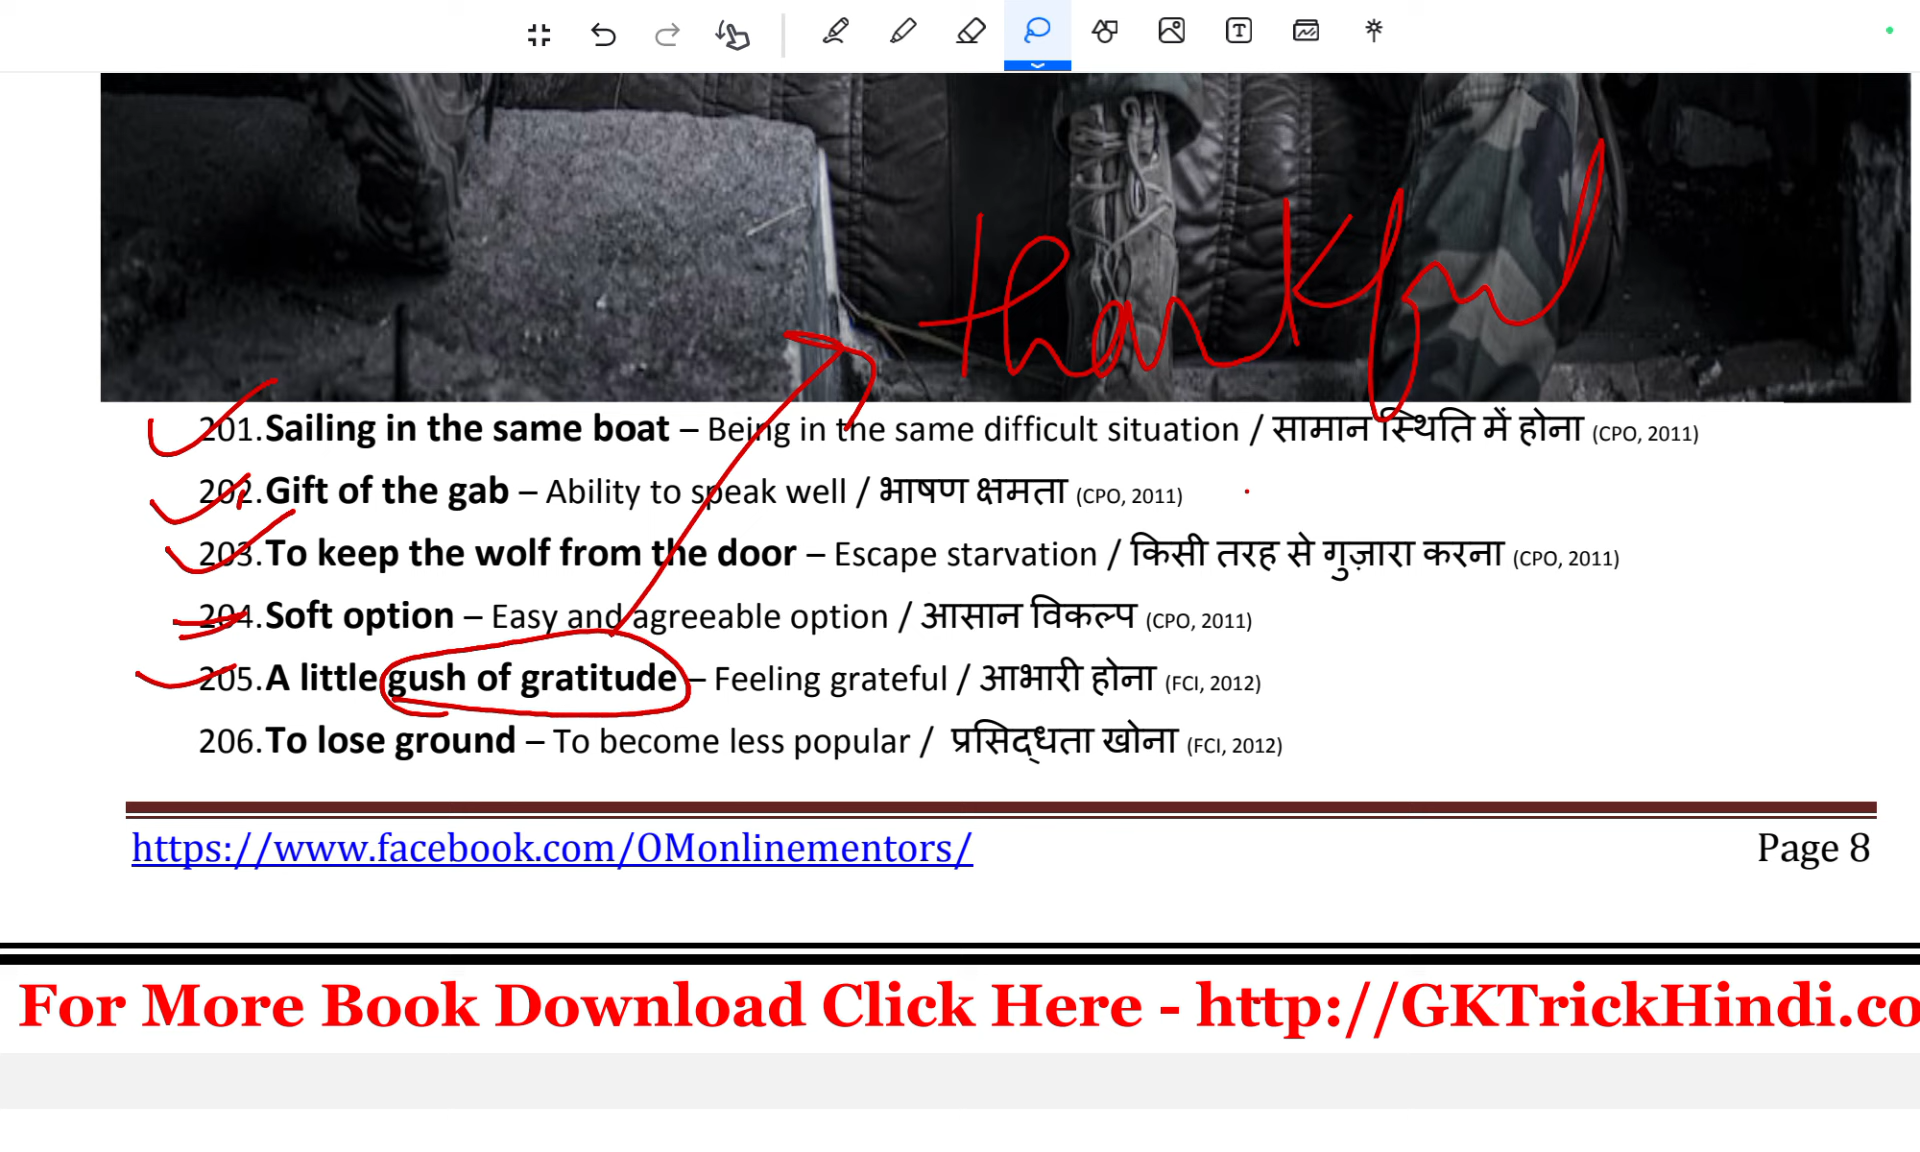 thankful
201. Sailing in the same boat – Being in the same difficult situation / सामान स्थिति में होना (CPO, 2011)
202. Gift of the gab – Ability to speak well / भाषण क्षमता (CPO, 2011)
203. To keep the wolf from the door – Escape starvation / किसी तरह से गुज़ारा करना (CPO, 2011)
204. Soft option – Easy and agreeable option / आसान विकल्प (CPO, 2011)
205. A little gush of gratitude – Feeling grateful / आभारी होना (FCI, 2012)
206. To lose ground – To become less popular / प्रसिद्धता खोना (FCI, 2012)
https://www.facebook.com/OMonlinementors/ Page 8
For More Book Download Click Here - http://GKTrickHindi.co